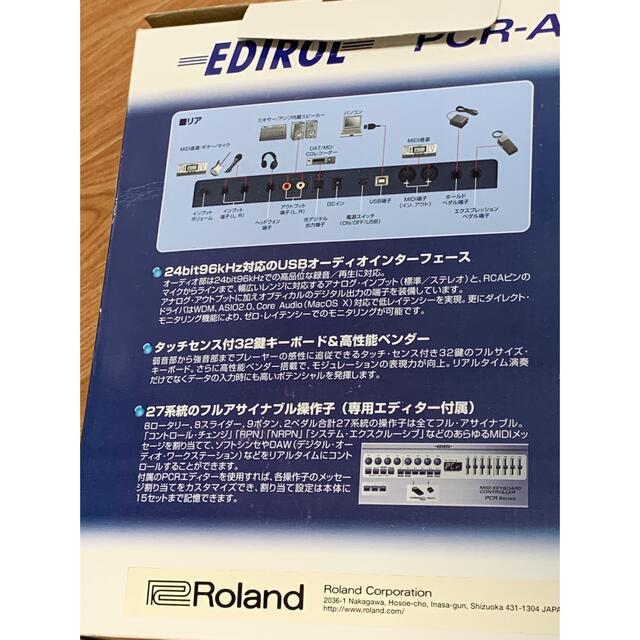 EDIROL PCR-A
■リア
ミキサー/アンプ内蔵スピーカー
パソコン
MIDI音源/ギター/マイク
DAT/MD/
CDレコーダー
MIDI音源
インプット
ボリューム
インプット
端子(L, R)
ヘッドフォン
端子
アウトプット
端子(L, R)
光デジタル
出力端子
DCイン
電源スイッチ
(ON/OFF/USB)
USB端子
MIDI端子
(イン、アウト)
ホールド
ペダル端子
エクスプレッション
ペダル端子
24bit96kHz対応のUSBオーディオインターフェース
オーディオ部は24bit96kHzでの高品位な録音/再生に対応。
マイクからラインまで、幅広いレンジに対応するアナログ・インプット(標準/ステレオ)と、RCAピンの
アナログ・アウトプットに加えオプティカルのデジタル出力の端子を装備しています。
ドライバはWDM、ASIO2.0、Core Audio(MacOS X)対応で低レイテンシーを実現。更にダイレクト・
モニタリング機能により、ゼロ・レイテンシーでのモニタリングが可能です。
タッチセンス付32鍵キーボード&高性能ベンダー
弱音部から強音部までプレーヤーの感性に追従できるタッチ・センス付き32鍵のフルサイズ・
キーボード。さらに高性能ベンダー搭載で、モジュレーションの表現力が向上。リアルタイム演奏
だけでなくデータの入力時にも高いポテンシャルを発揮します。
27系統のフルアサイナブル操作子(専用エディター付属)
8ロータリー、8スライダー、9ボタン、2ペダル合計27系統の操作子は全てフル・アサイナブル。
「コントロール・チェンジ」「RPN」「NRPN」「システム・エクスクルーシブ」などのあらゆるMIDIメッ
セージを割り当てて、ソフトシンセやDAW(デジタル・オー
ディオ・ワークステーション)などをリアルタイムにコント
ロールすることができます。
付属のPCRエディターを使用すれば、各操作子のメッセー
ジ割り当てをカスタマイズでき、割り当て設定は本体に
15セットまで記憶できます。
EDIROL
PCr
MIDI KEYBOARD
CONTROLLER
PCR Series
Roland
Roland Corporation
2036-1 Nakagawa, Hosoe-cho, Inasa-gun, Shizuoka 431-1304 JAPA
http://www.roland.com/